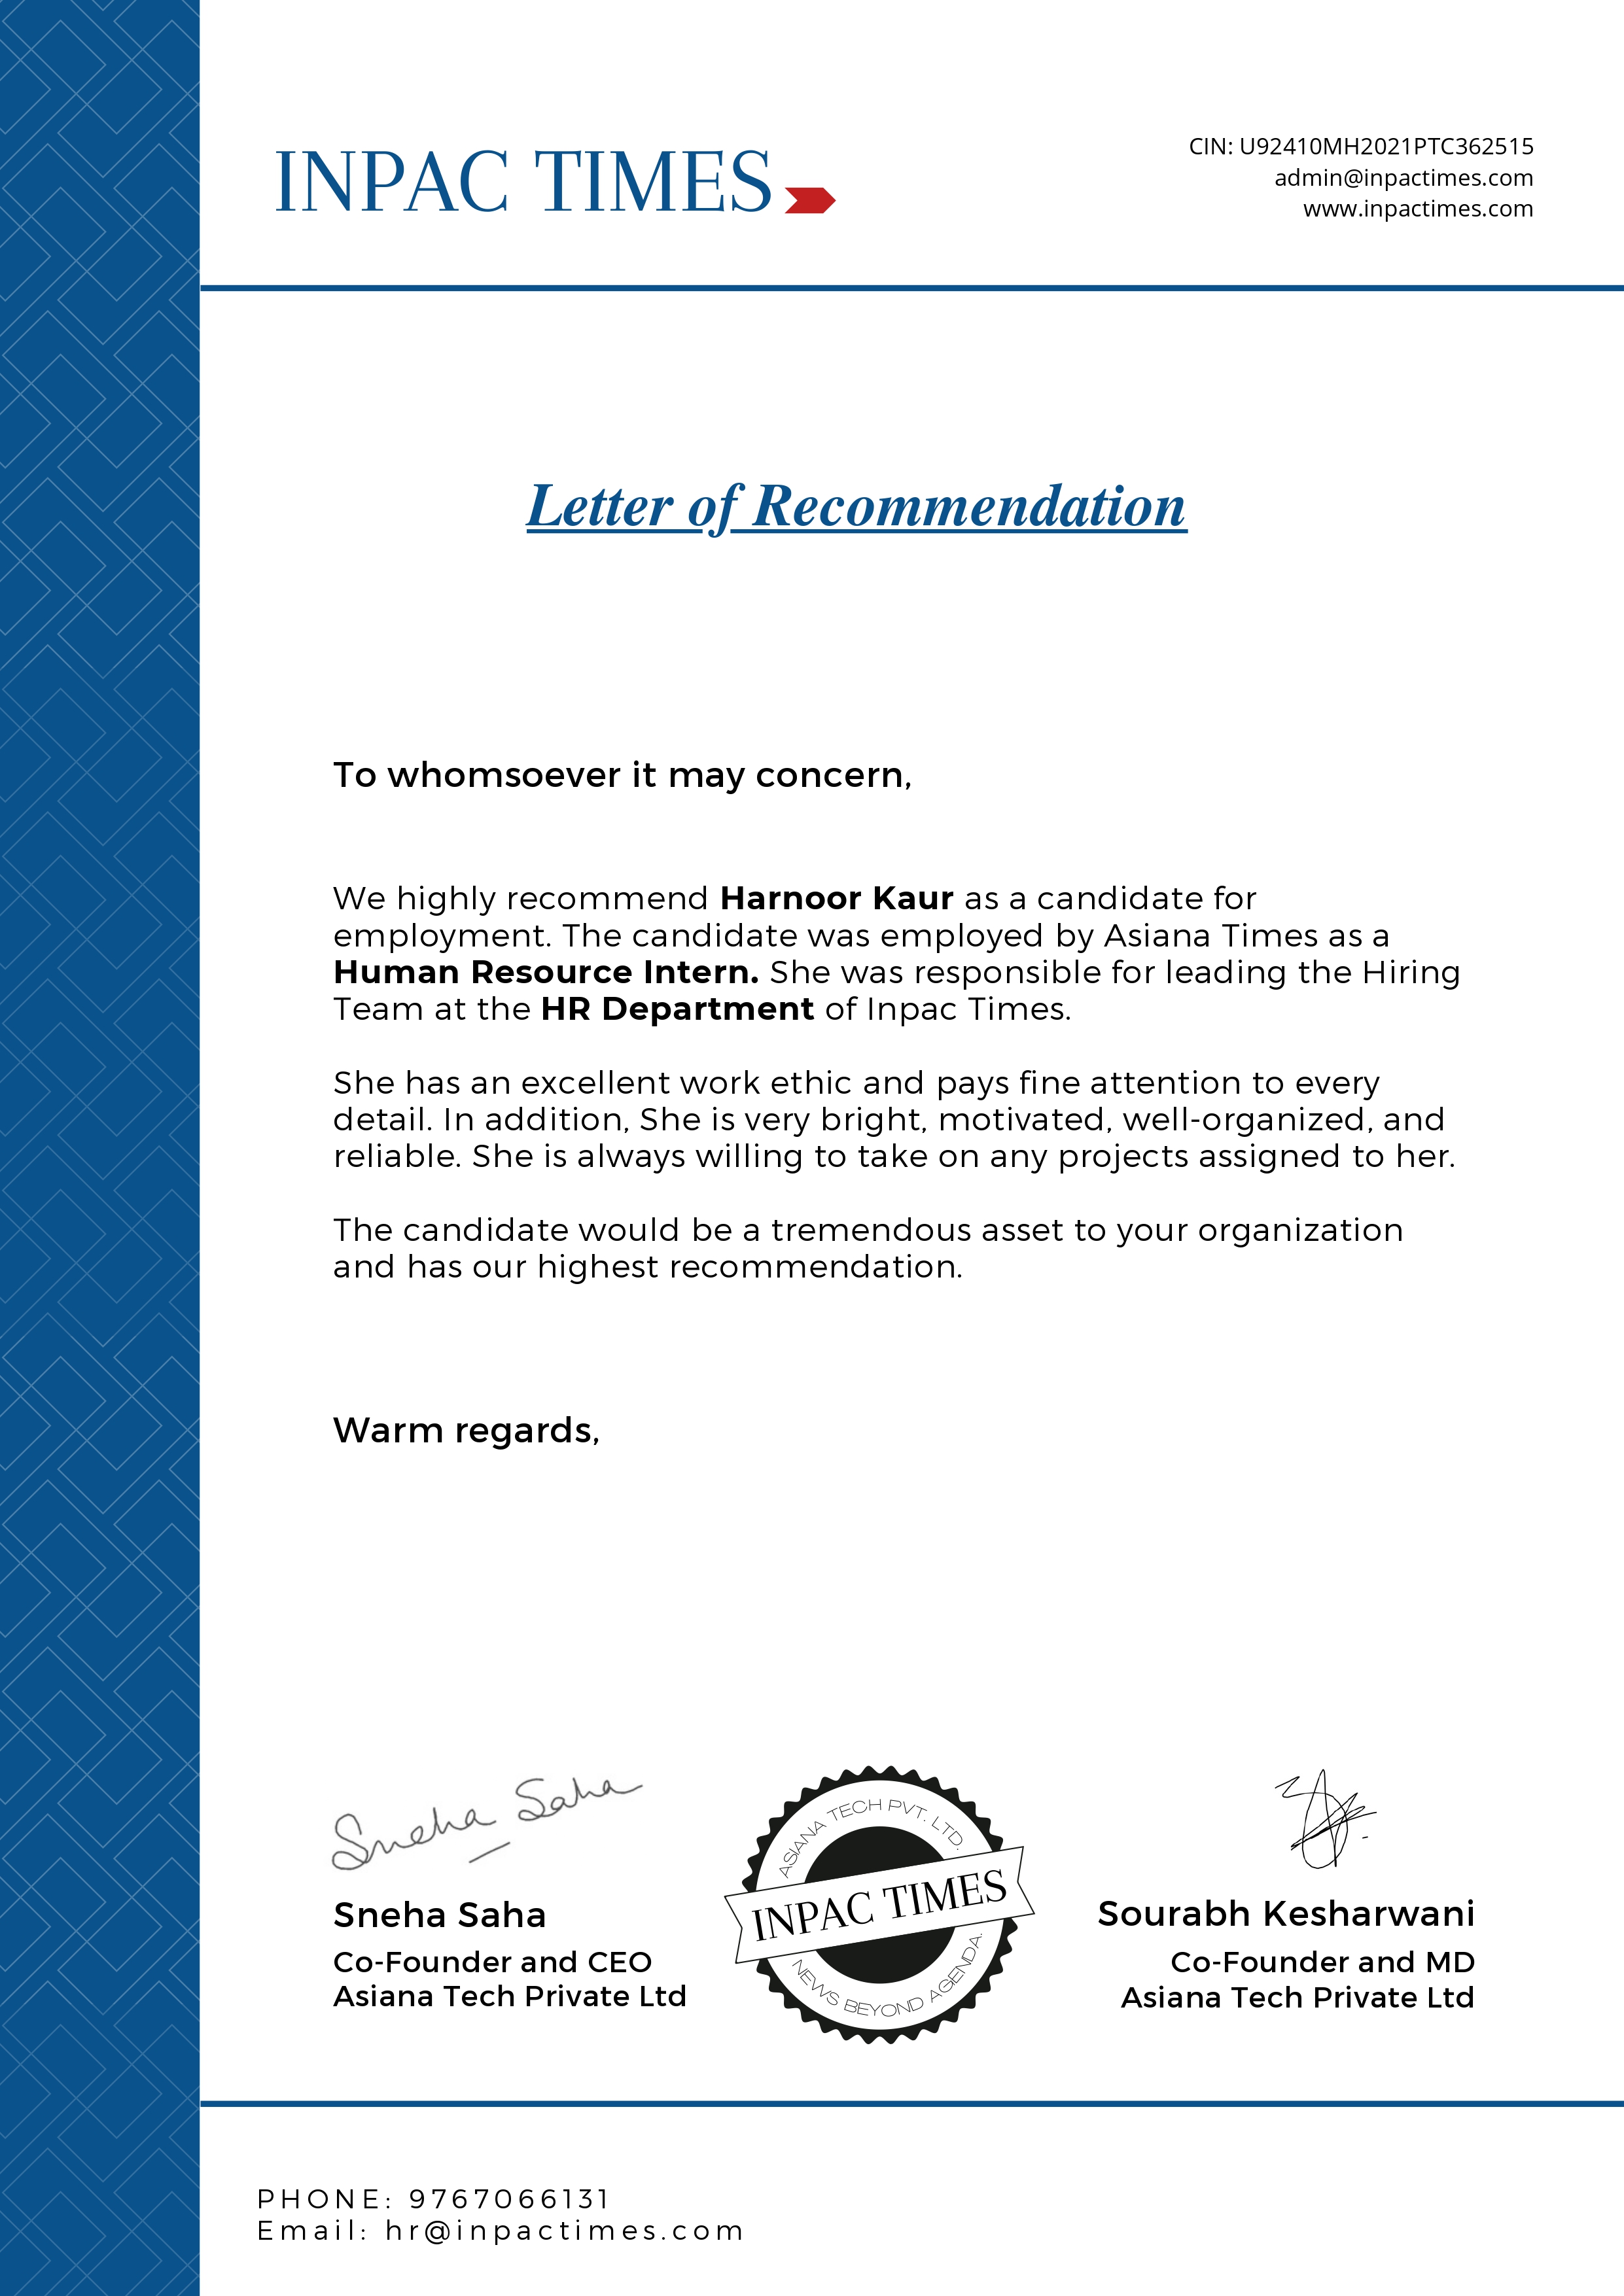 INPAC TIMES
CIN: U92410MH2021PTC362515
admin@inpactimes.com
www.inpactimes.com
Letter of Recommendation
To whomsoever it may concern,
We highly recommend Harnoor Kaur as a candidate for
employment. The candidate was employed by Asiana Times as a
Human Resource Intern. She was responsible for leading the Hiring
Team at the HR Department of Inpac Times.
She has an excellent work ethic and pays fine attention to every
detail. In addition, She is very bright, motivated, well-organized, and
reliable. She is always willing to take on any projects assigned to her.
The candidate would be a tremendous asset to your organization
and has our highest recommendation.
Warm regards,
Sneha Saha
Sneha Saha
Co-Founder and CEO
Asiana Tech Private Ltd
ASIANA TECH PVT. LTD.
INPAC TIMES
NEWS BEYOND AGENDA.
Sourabh Kesharwani
Co-Founder and MD
Asiana Tech Private Ltd
PHONE: 9767066131
Email: hr@inpactimes.com